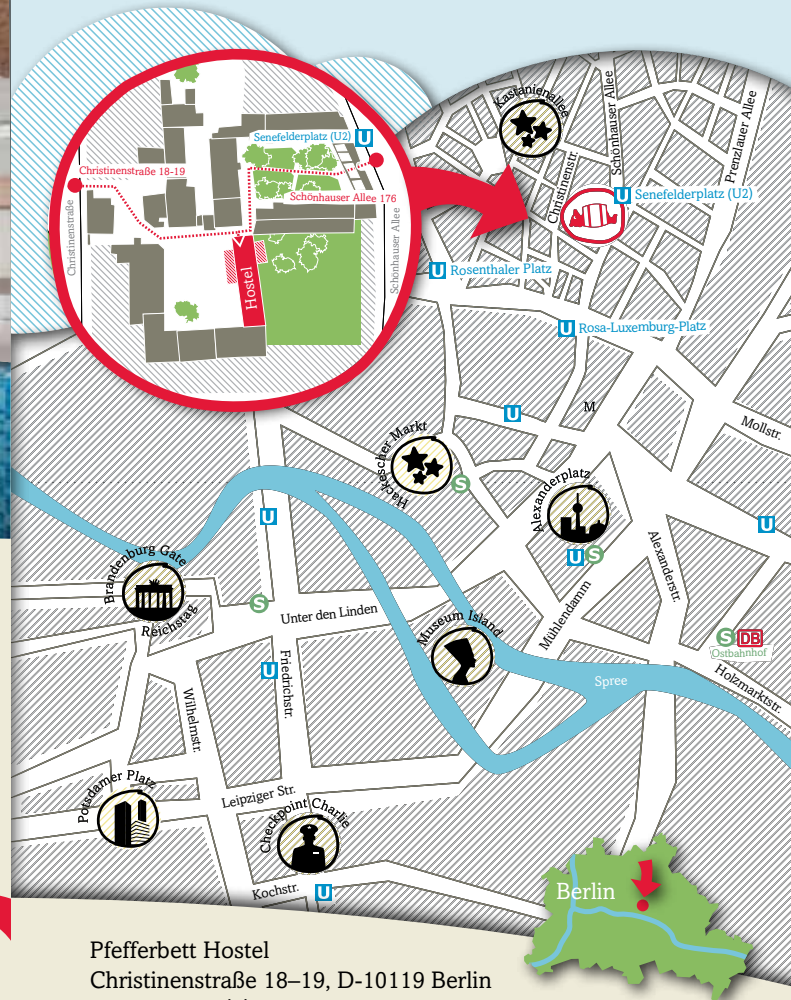 Kastanienallee
Schönhauser Allee
Prenzlauer Allee
Christinenstr.
Senefelderplatz (U2) U
Christinenstraße 18-19
Schönhauser Allee 176
Christinenstraße
Schönhauser Allee
Hostel
U Senefelderplatz (U2)
U Rosenthaler Platz
U Rosa-Luxemburg-Platz
U
M
Mollstr.
Hackescher Markt
S
Alexanderplatz
U S
U
U
Alexanderstr.
Brandenburg Gate
Reichstag
S
Unter den Linden
Museum Island
Mühlendamm
S DB
Ostbahnhof
Holzmarktstr.
Spree
U
Friedrichstr.
Wilhelmstr.
Potsdamer Platz
Leipziger Str.
Checkpoint Charlie
Kochstr. U
Berlin
Pfefferbett Hostel
Christinenstraße 18–19, D-10119 Berlin